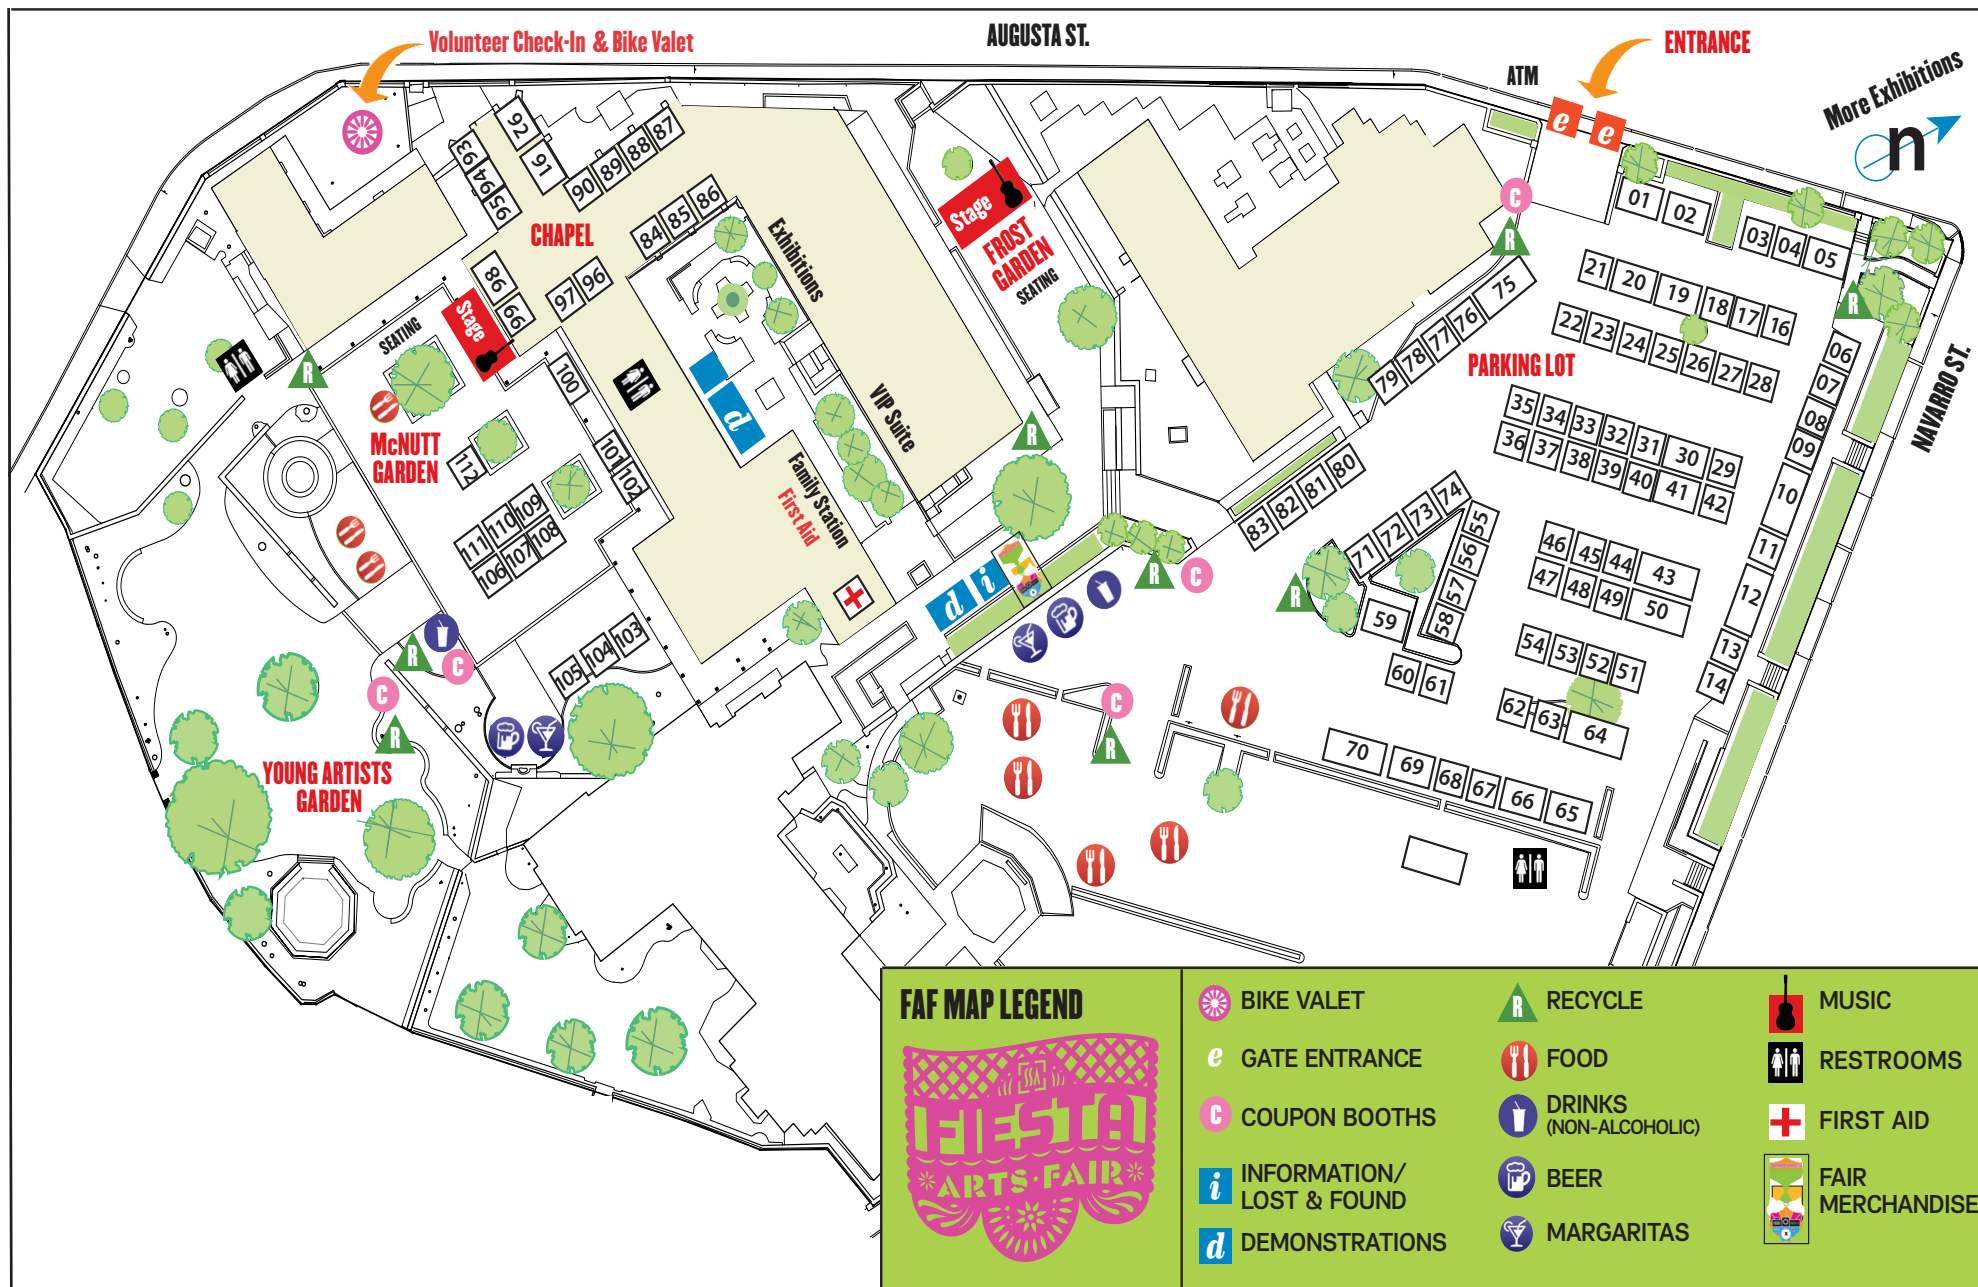 Volunteer Check-In & Bike Valet
AUGUSTA ST.
ENTRANCE
ATM
More Exhibitions
n
e
e
C
R
01
02
03
04
05
21
20
19
18
17
16
22
23
24
25
26
27
28
R
06
07
08
09
10
11
12
13
14
NAVARRO ST.
PARKING LOT
75
76
77
78
79
80
81
82
83
35
34
33
32
31
30
29
36
37
38
39
40
41
42
46
45
44
43
47
48
49
50
54
53
52
51
62
63
64
55
56
57
58
59
60
61
71
72
73
74
R
70
69
68
67
66
65
92
91
93
94
95
90
89
88
87
84
85
86
CHAPEL
98
99
97
96
Stage
SEATING
Stage
FROST
GARDEN
SEATING
Exhibitions
VIP Suite
d
Family Station
First Aid
R
R
McNUTT
GARDEN
112
100
101
102
111
110
109
106
107
108
105
104
103
R
C
C
R
YOUNG ARTISTS
GARDEN
d
i
R
C
C
R
FAF MAP LEGEND
SSA
FIESTA
ARTS·FAIR
BIKE VALET
e GATE ENTRANCE
C COUPON BOOTHS
i INFORMATION/
LOST & FOUND
d DEMONSTRATIONS
R RECYCLE
FOOD
DRINKS
(NON-ALCOHOLIC)
BEER
MARGARITAS
MUSIC
RESTROOMS
FIRST AID
FAIR
MERCHANDISE